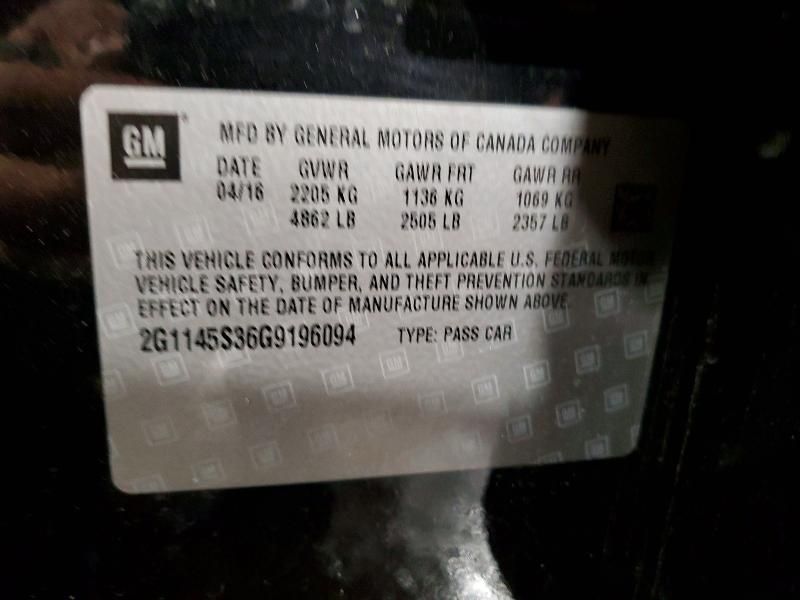 GM MFD BY GENERAL MOTORS OF CANADA COMPANY
DATE GVWR GAWR FRT GAWR RR
04/16 2205 KG 1136 KG 1069 KG
4862 LB 2505 LB 2357 LB
THIS VEHICLE CONFORMS TO ALL APPLICABLE U.S. FEDERAL MOTOR
VEHICLE SAFETY, BUMPER, AND THEFT PREVENTION STANDARDS IN
EFFECT ON THE DATE OF MANUFACTURE SHOWN ABOVE.
2G1145S36G9196094 TYPE: PASS CAR